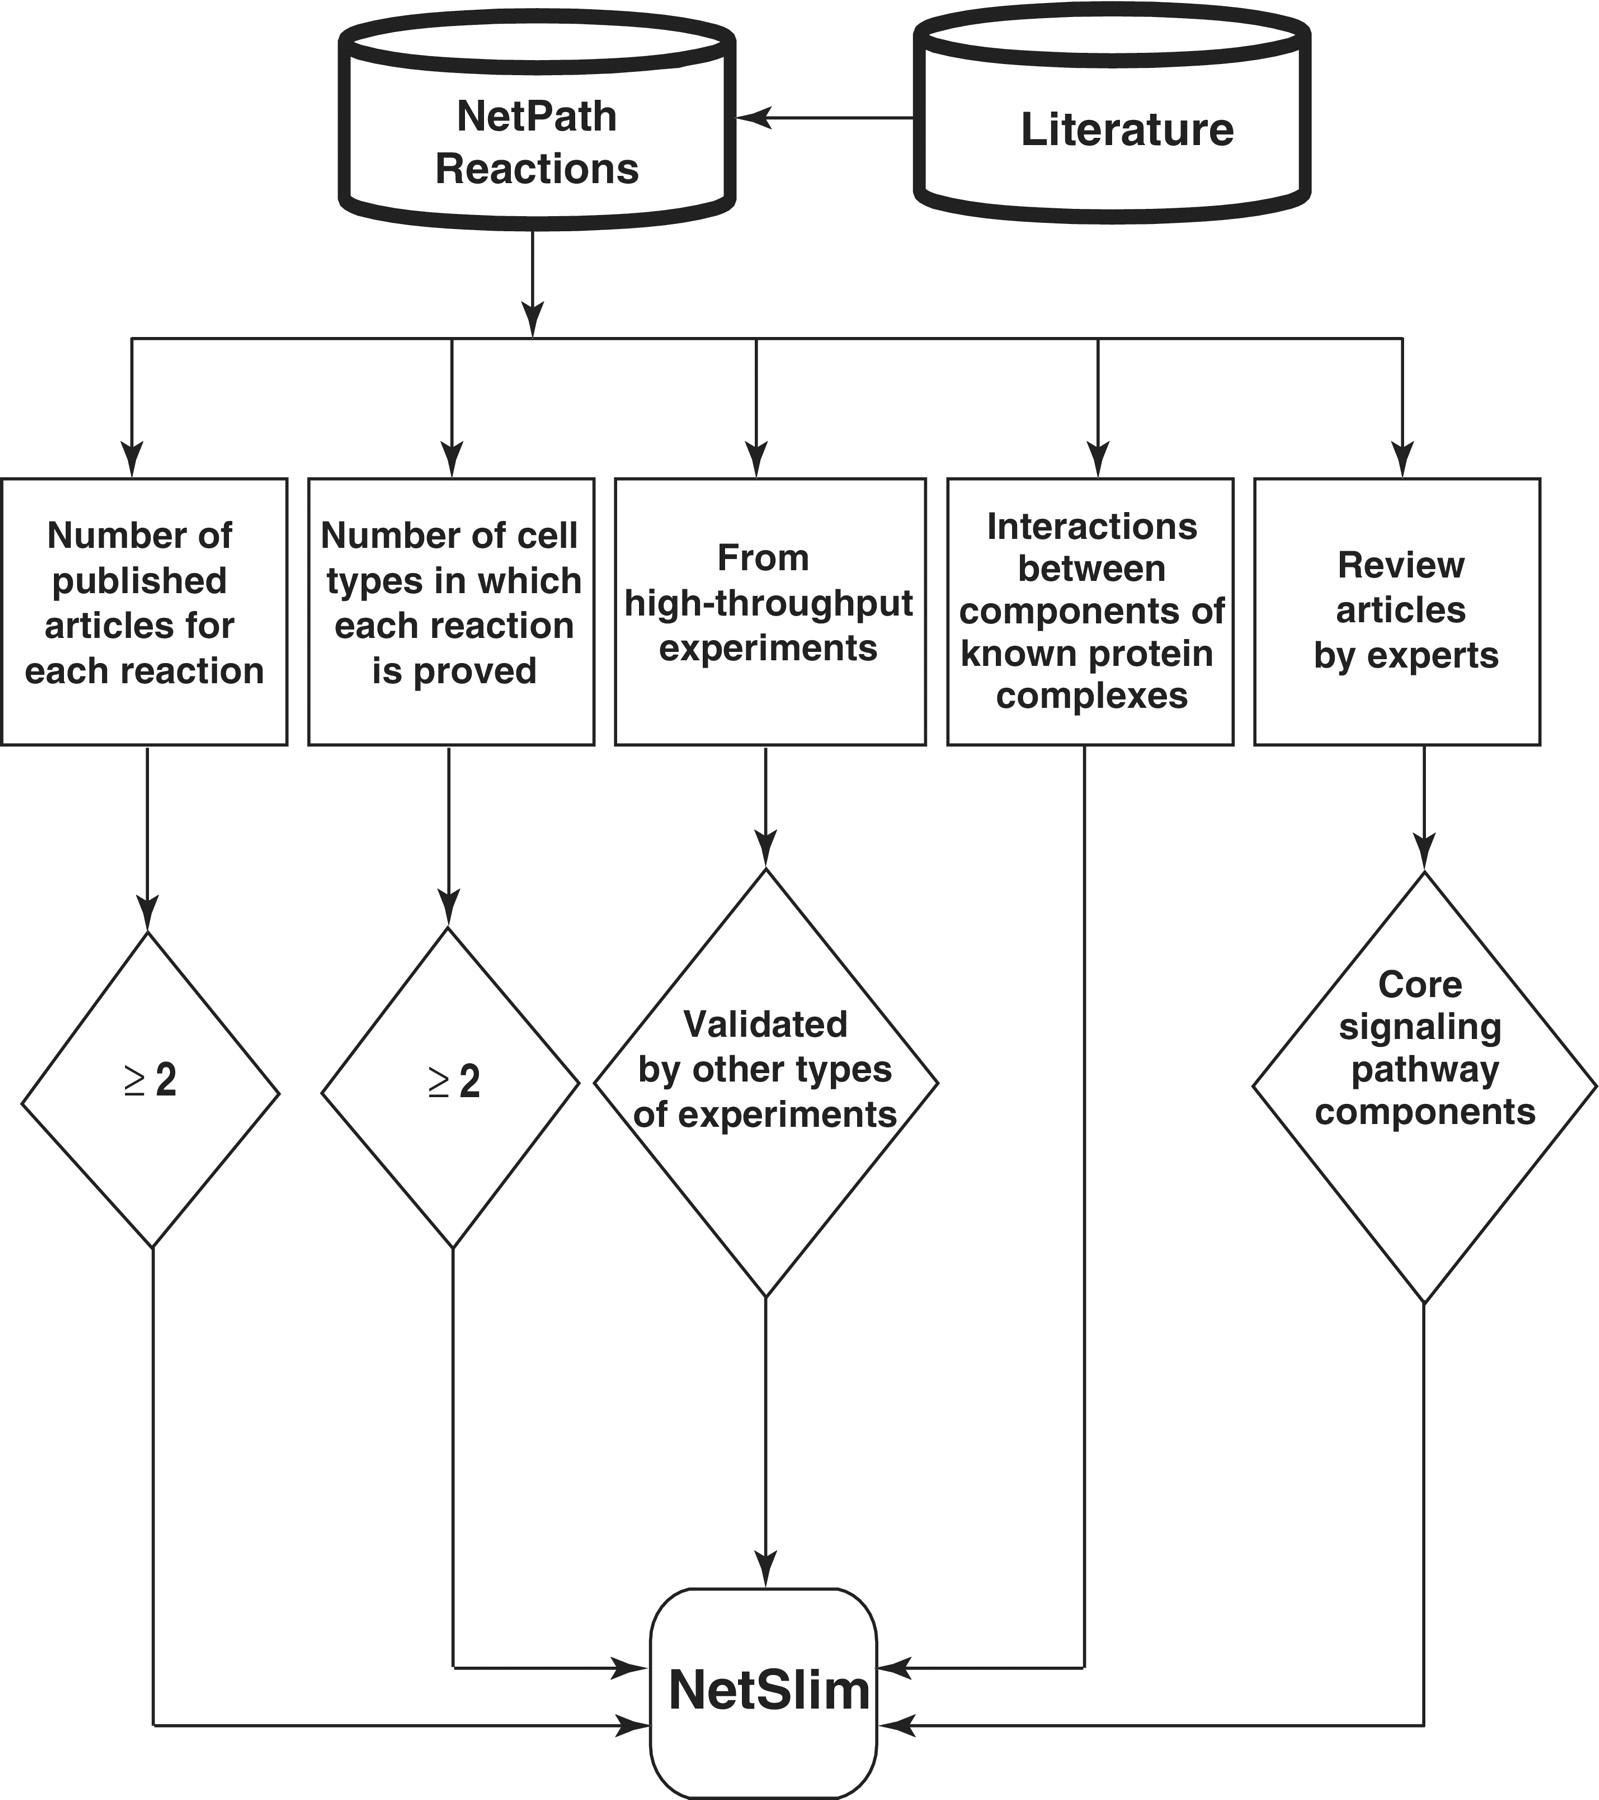 NetPath
Reactions
Literature
Number of
published
articles for
each reaction
Number of cell
types in which
each reaction
is proved
From
high-throughput
experiments
Interactions
between
components of
known protein
complexes
Review
articles
by experts
≥ 2
≥ 2
Validated
by other types
of experiments
Core
signaling
pathway
components
NetSlim